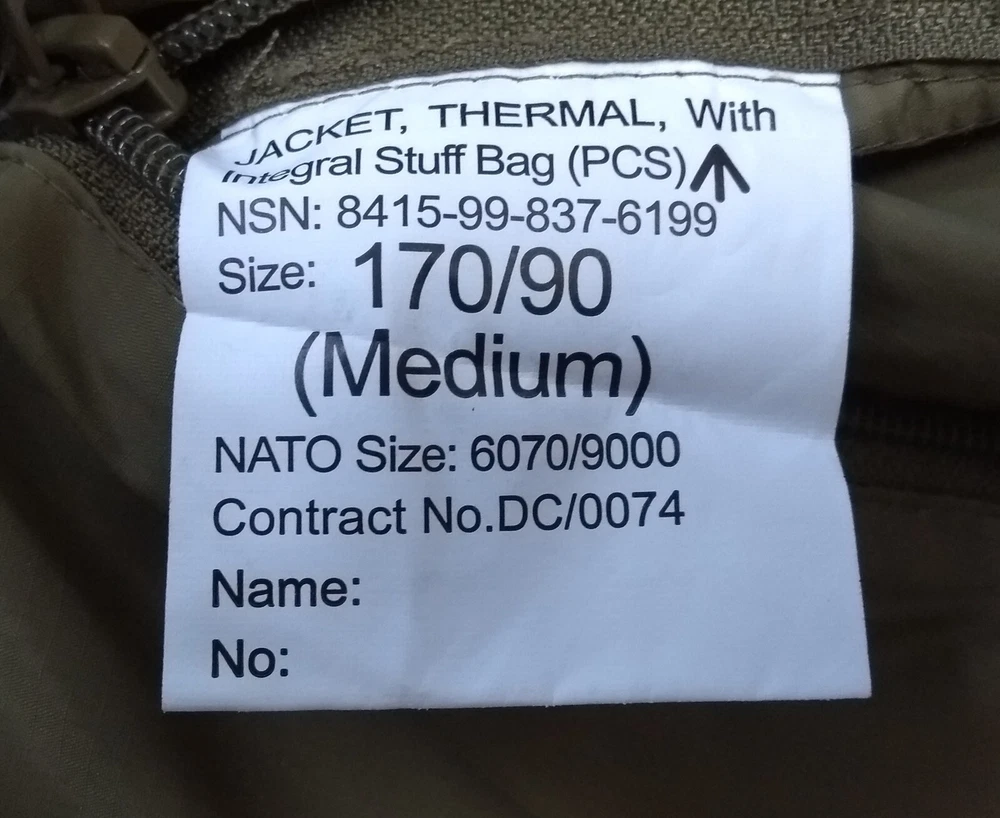 JACKET, THERMAL, With
Integral Stuff Bag (PCS)
NSN: 8415-99-837-6199
Size: 170/90
(Medium)
NATO Size: 6070/9000
Contract No.DC/0074
Name:
No: